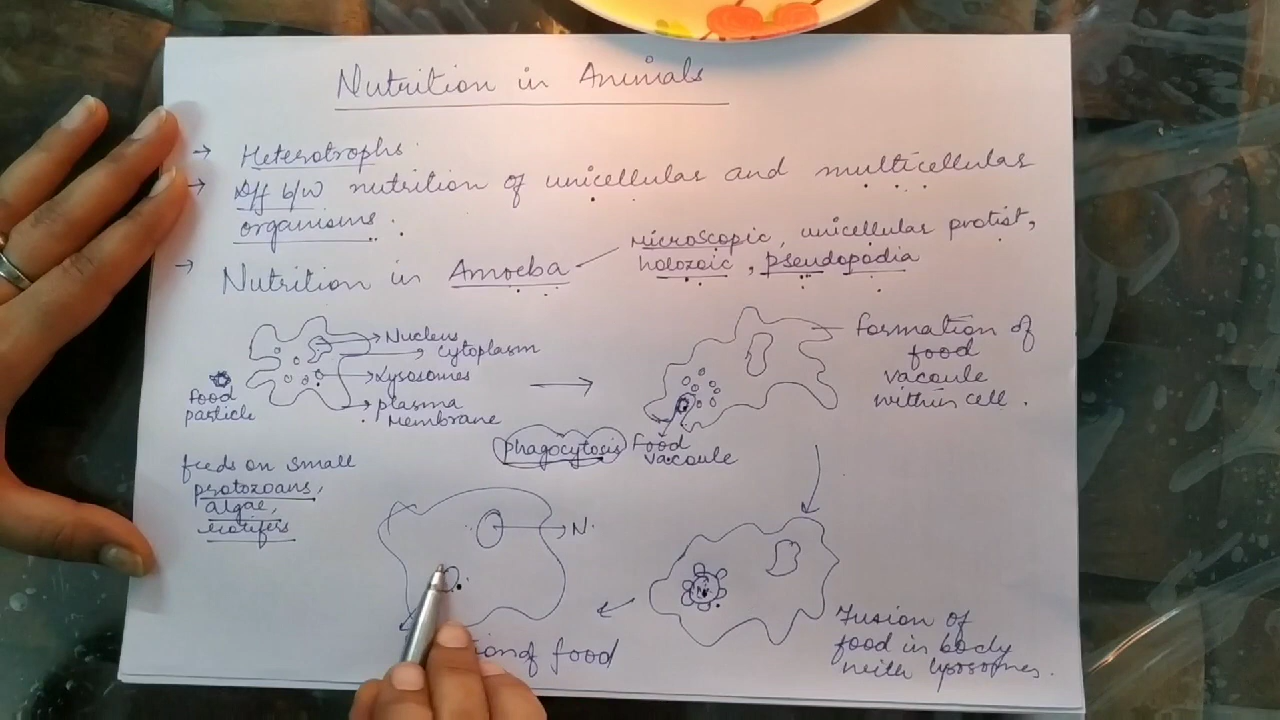 Nutrition in Animals
→ Heterotrophs.
→ Diff b/w nutrition of unicellular and multicellular
organisms.
→ Nutrition in Amoeba
microscopic, unicellular protist,
holozoic, pseudopodia
Nucleus
cytoplasm
Lysosomes
plasma
Membrane
food
particle
formation of
food
vacoule
within cell.
phagocytosis
Food
vacoule
feeds on small
protozoans,
algae,
rotifers
N.
Fusion of
food in body
with lysosomes.
of food